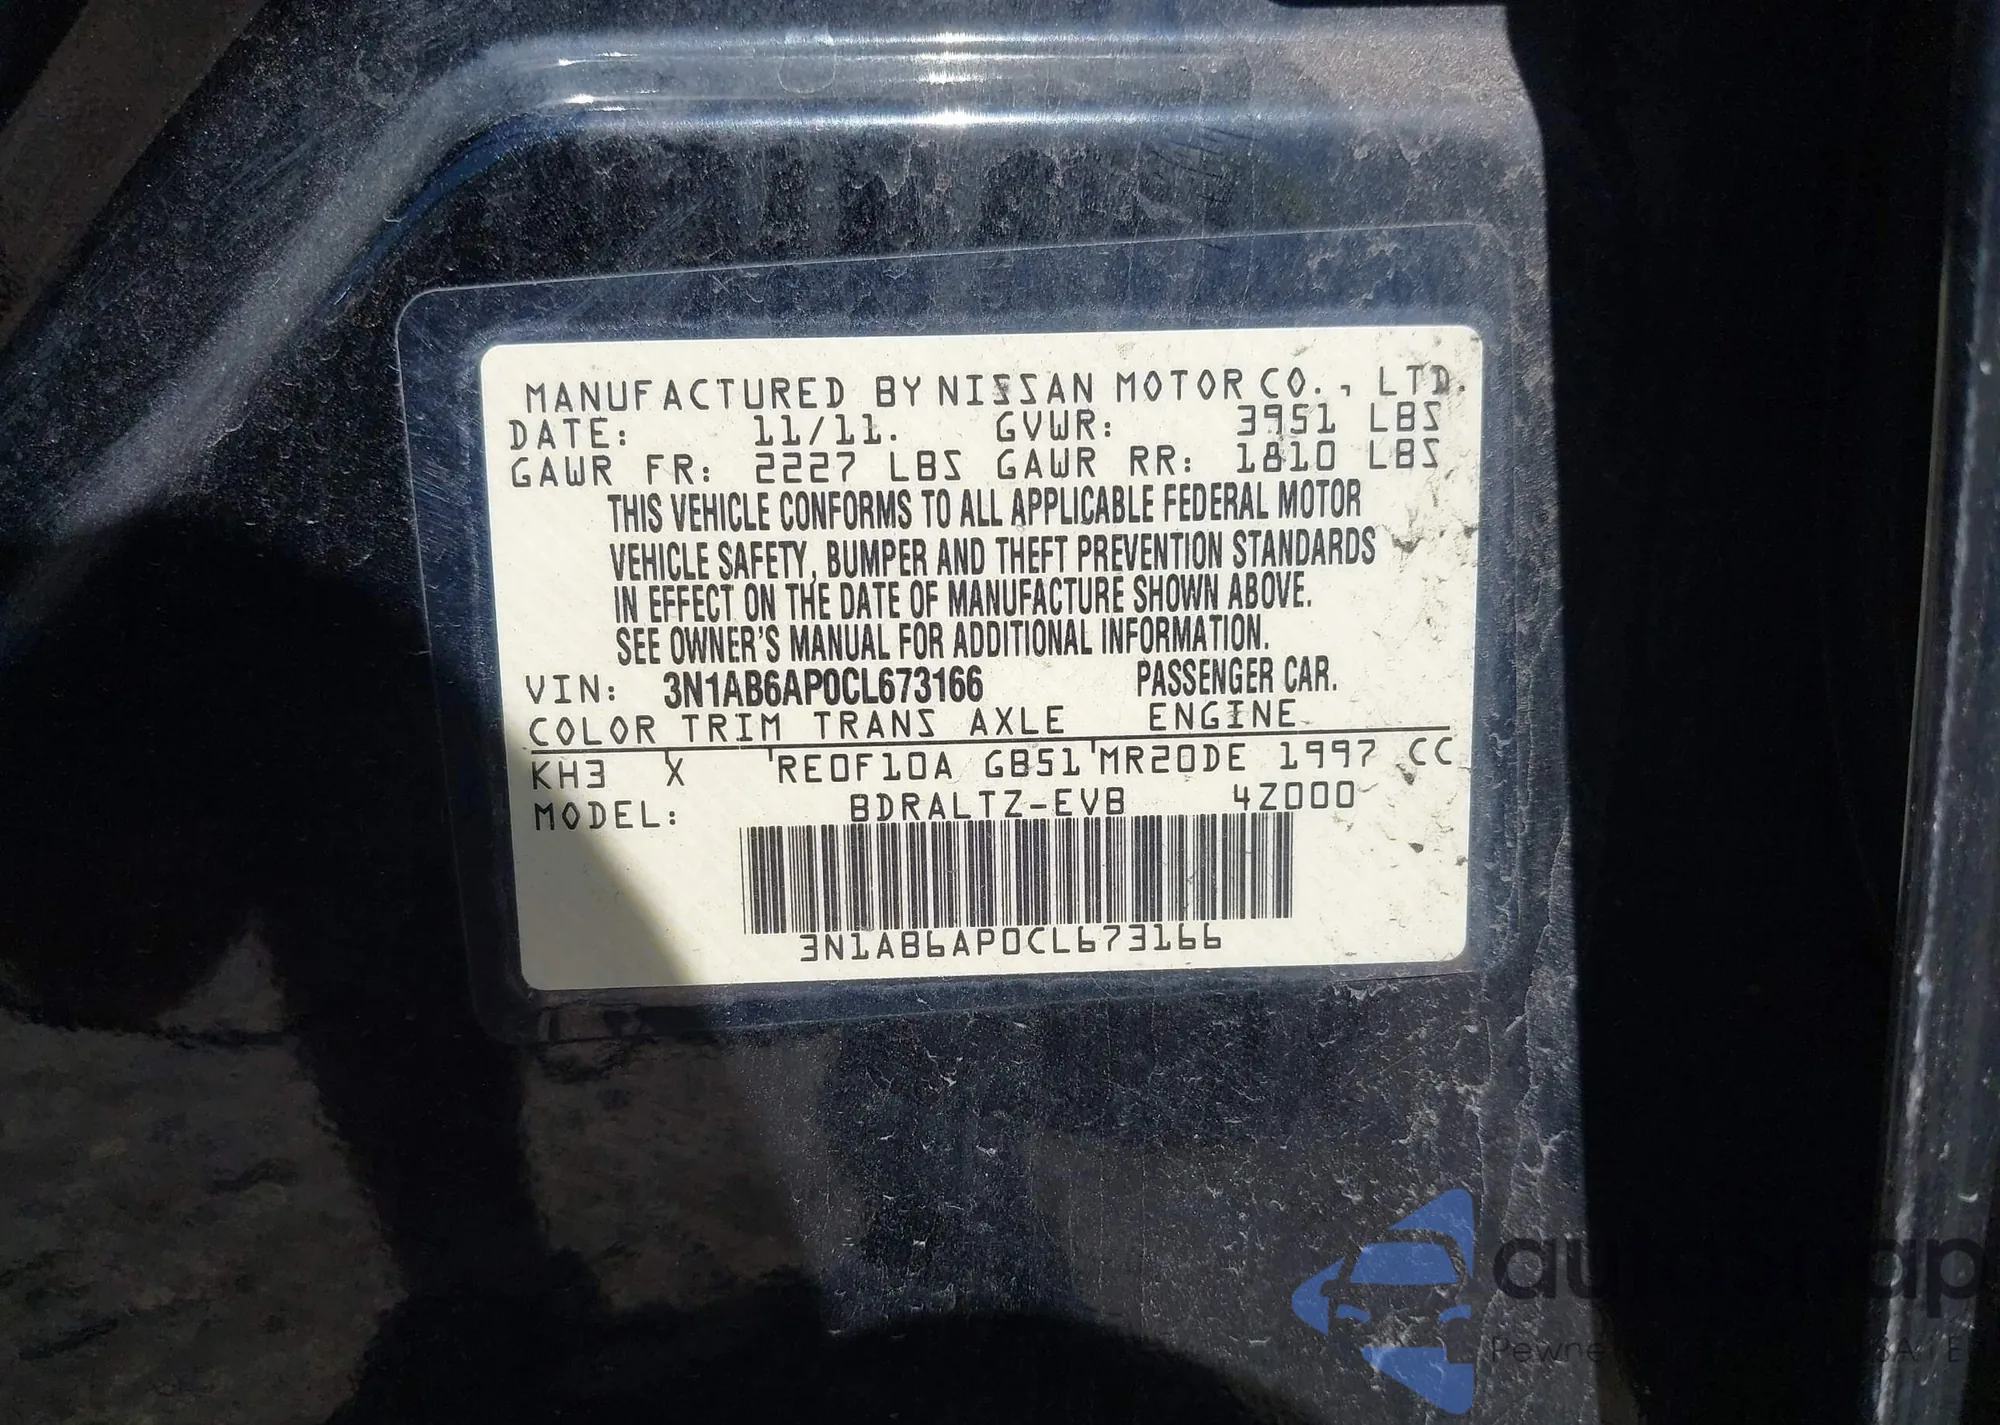 MANUFACTURED BY NISSAN MOTOR CO., LTD.
DATE: 11/11. GVWR: 3951 LBS
GAWR FR: 2227 LBS GAWR RR: 1810 LBS
THIS VEHICLE CONFORMS TO ALL APPLICABLE FEDERAL MOTOR
VEHICLE SAFETY, BUMPER AND THEFT PREVENTION STANDARDS
IN EFFECT ON THE DATE OF MANUFACTURE SHOWN ABOVE.
SEE OWNER'S MANUAL FOR ADDITIONAL INFORMATION.
VIN: 3N1AB6AP0CL673166 PASSENGER CAR.
COLOR TRIM TRANS AXLE ENGINE
KH3 X RE0F10A GB51 MR20DE 1997 CC
MODEL: BDRALTZ-EVB 4Z000
3N1AB6AP0CL673166